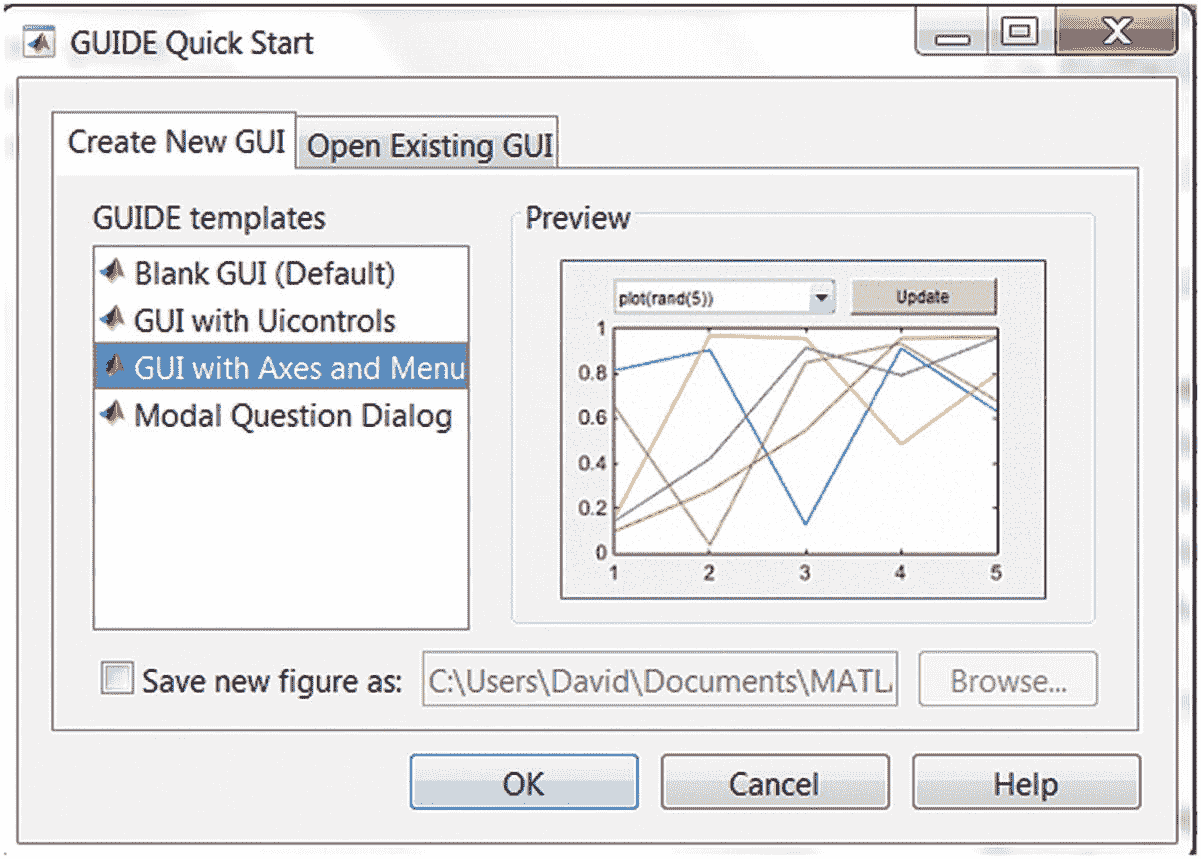 GUIDE Quick Start
Create New GUI
Open Existing GUI
GUIDE templates
Blank GUI (Default)
GUI with Uicontrols
GUI with Axes and Menu
Modal Question Dialog
Preview
plot(rand(5))
Update
1
0.8
0.6
0.4
0.2
0
1 2 3 4 5
Save new figure as:
C:\Users\David\Documents\MATL
Browse...
OK
Cancel
Help